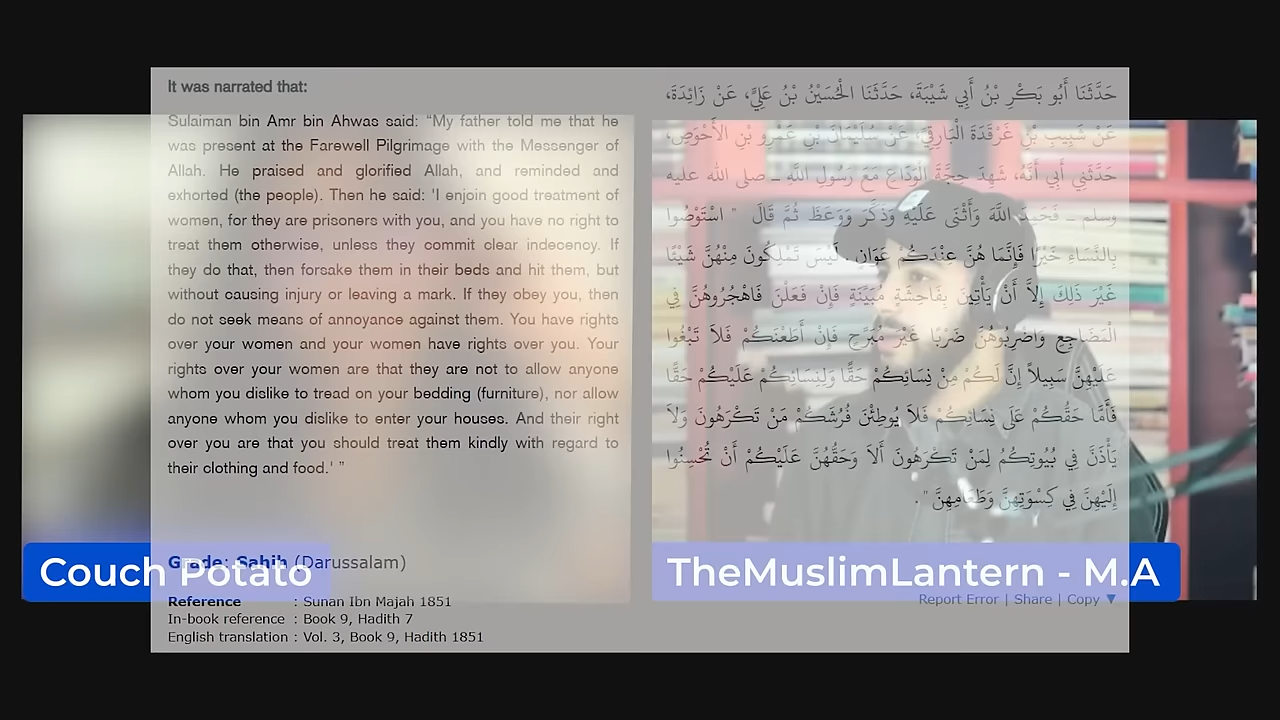 It was narrated that:
Sulaiman bin Amr bin Ahwas said: “My father told me that he
was present at the Farewell Pilgrimage with the Messenger of
Allah. He praised and glorified Allah, and reminded and
exhorted (the people). Then he said: 'I enjoin good treatment of
women, for they are prisoners with you, and you have no right to
treat them otherwise, unless they commit clear indecency. If
they do that, then forsake them in their beds and hit them, but
without causing injury or leaving a mark. If they obey you, then
do not seek means of annoyance against them. You have rights
over your women and your women have rights over you. Your
rights over your women are that they are not to allow anyone
whom you dislike to tread on your bedding (furniture), nor allow
anyone whom you dislike to enter your houses. And their right
over you are that you should treat them kindly with regard to
their clothing and food.' ”
حَدَّثَنَا أَبُو بَكْرِ بْنُ أَبِي شَيْبَةَ، حَدَّثَنَا الْحُسَيْنُ بْنُ عَلِيٍّ، عَنْ زَائِدَةَ،
عَنْ شَبِيبِ بْنِ غَرْقَدَةَ الْبَارِقِيِّ، عَنْ سُلَيْمَانَ بْنِ عَمْرِو بْنِ الأَحْوَصِ،
حَدَّثَنِي أَبِي أَنَّهُ، شَهِدَ حِجَّةَ الْوَدَاعِ مَعَ رَسُولِ اللَّهِ ـ صلى الله عليه
وسلم ـ فَحَمِدَ اللَّهَ وَأَثْنَى عَلَيْهِ وَذَكَّرَ وَوَعَظَ ثُمَّ قَالَ ‏"‏ اسْتَوْصُوا
بِالنِّسَاءِ خَيْرًا فَإِنَّمَا هُنَّ عِنْدَكُمْ عَوَانٍ ‏.‏ لَيْسَ تَمْلِكُونَ مِنْهُنَّ شَيْئًا
غَيْرَ ذَلِكَ إِلاَّ أَنْ يَأْتِينَ بِفَاحِشَةٍ مُبَيِّنَةٍ فَإِنْ فَعَلْنَ فَاهْجُرُوهُنَّ فِي
الْمَضَاجِعِ وَاضْرِبُوهُنَّ ضَرْبًا غَيْرَ مُبَرِّحٍ فَإِنْ أَطَعْنَكُمْ فَلاَ تَبْغُوا
عَلَيْهِنَّ سَبِيلاً إِنَّ لَكُمْ مِنْ نِسَائِكُمْ حَقًّا وَلِنِسَائِكُمْ عَلَيْكُمْ حَقًّا
فَأَمَّا حَقُّكُمْ عَلَى نِسَائِكُمْ فَلاَ يُوطِئْنَ فُرُشَكُمْ مَنْ تَكْرَهُونَ وَلاَ
يَأْذَنَّ فِي بُيُوتِكُمْ لِمَنْ تَكْرَهُونَ أَلاَ وَحَقُّهُنَّ عَلَيْكُمْ أَنْ تُحْسِنُوا
إِلَيْهِنَّ فِي كِسْوَتِهِنَّ وَطَعَامِهِنَّ ‏"‏ ‏.‏
Grade: Sahih (Darussalam)
Couch Potato
TheMuslimLantern - M.A
Reference : Sunan Ibn Majah 1851
In-book reference : Book 9, Hadith 7
English translation : Vol. 3, Book 9, Hadith 1851
Report Error | Share | Copy ▼